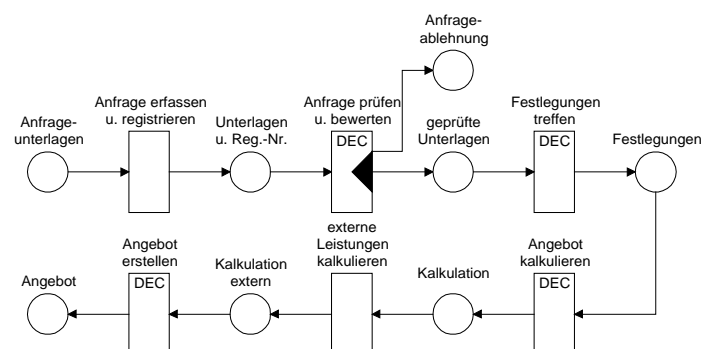 Anfrage-
ablehnung
Anfrage-
unterlagen
Anfrage erfassen
u. registrieren
Unterlagen
u. Reg.-Nr.
Anfrage prüfen
u. bewerten
DEC
geprüfte
Unterlagen
Festlegungen
treffen
DEC
Festlegungen
Angebot
Angebot
erstellen
DEC
Kalkulation
extern
externe
Leistungen
kalkulieren
Kalkulation
Angebot
kalkulieren
DEC